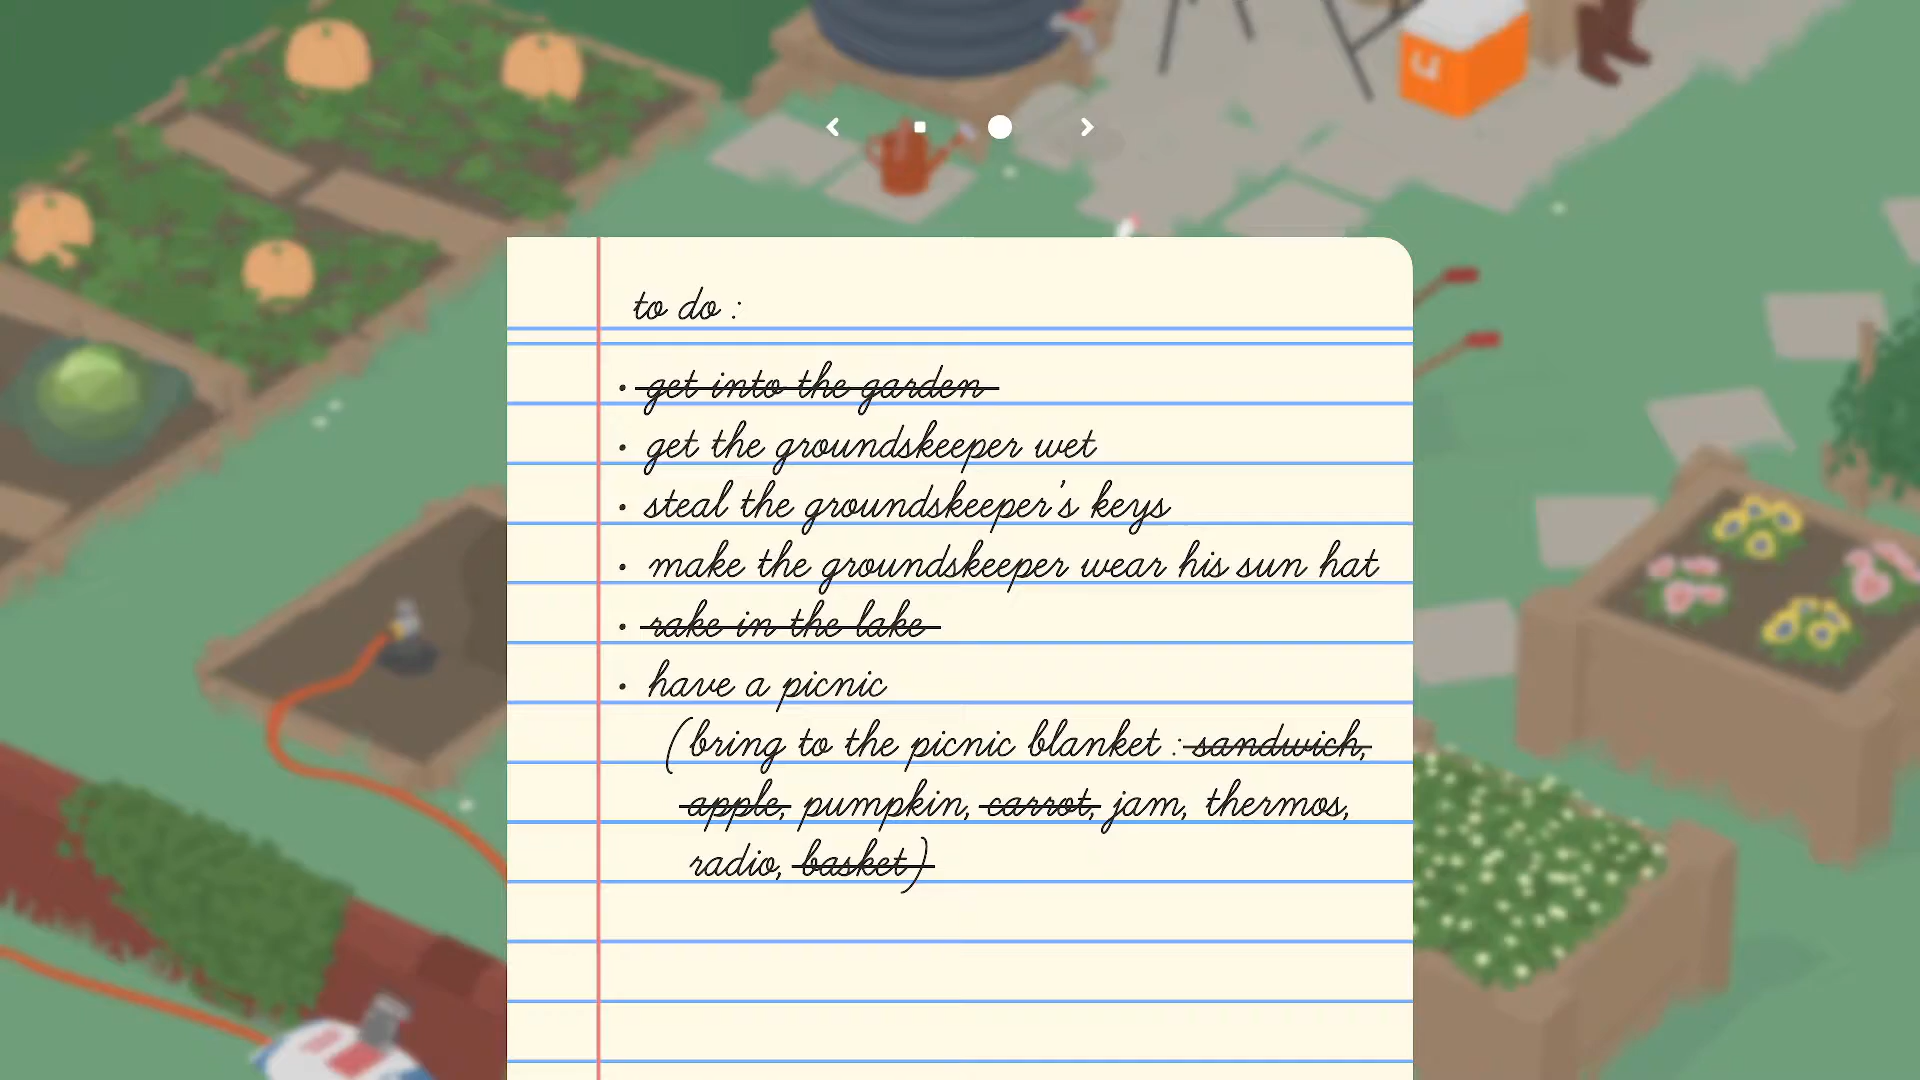 to do :
• get into the garden
• get the groundskeeper wet
• steal the groundskeeper's keys
• make the groundskeeper wear his sun hat
• rake in the lake
• have a picnic
(bring to the picnic blanket : sandwich,
apple, pumpkin, carrot, jam, thermos,
radio, basket)